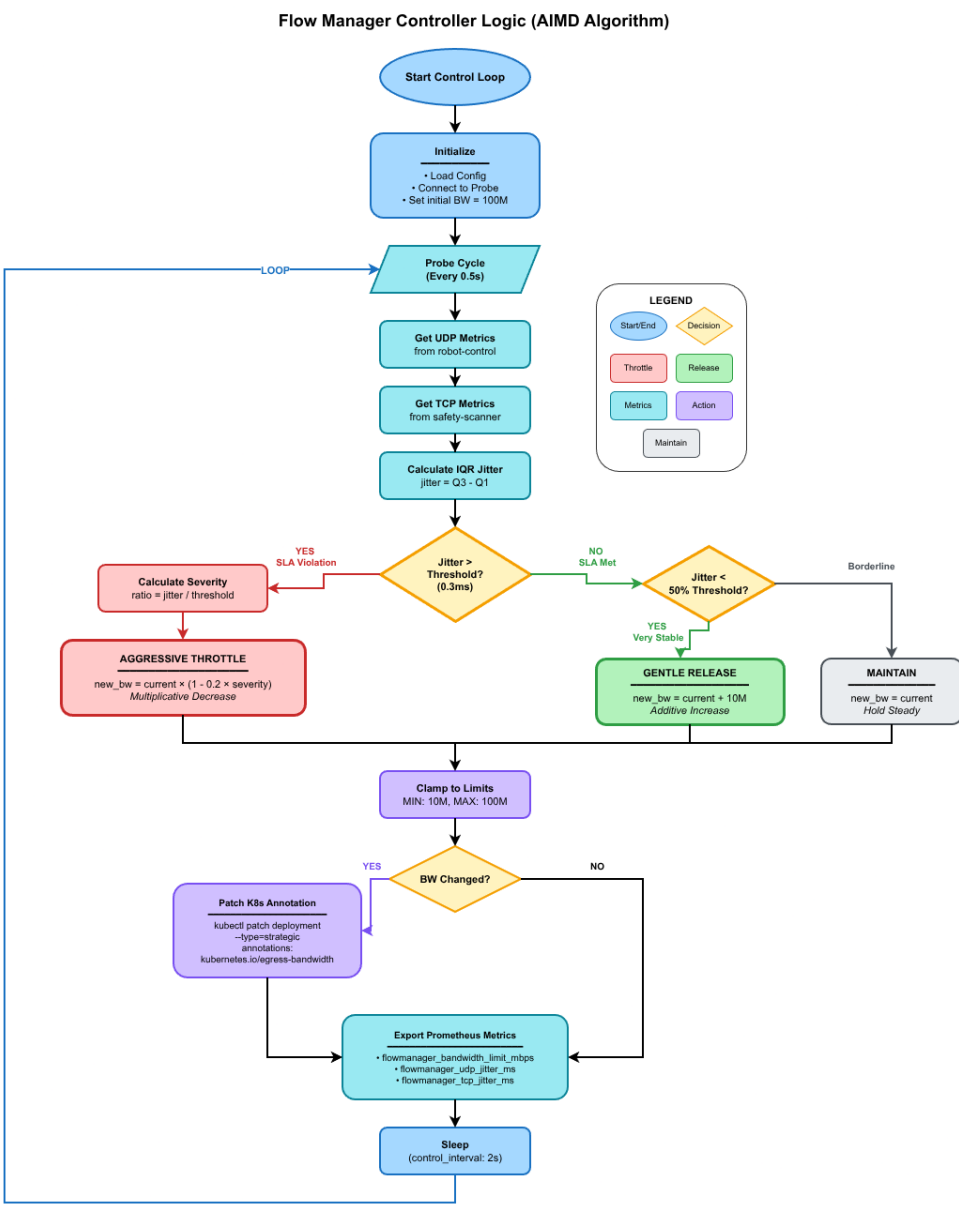 Flow Manager Controller Logic (AIMD Algorithm)
Start Control Loop
Initialize
• Load Config
• Connect to Probe
• Set initial BW = 100M
LOOP
Probe Cycle
(Every 0.5s)
Get UDP Metrics
from robot-control
Get TCP Metrics
from safety-scanner
Calculate IQR Jitter
jitter = Q3 - Q1
LEGEND
Start/End
Decision
Throttle
Release
Metrics
Action
Maintain
Jitter >
Threshold?
(0.3ms)
YES
SLA Violation
NO
SLA Met
Calculate Severity
ratio = jitter / threshold
Jitter <
50% Threshold?
Borderline
YES
Very Stable
AGGRESSIVE THROTTLE
new_bw = current × (1 - 0.2 × severity)
Multiplicative Decrease
GENTLE RELEASE
new_bw = current + 10M
Additive Increase
MAINTAIN
new_bw = current
Hold Steady
Clamp to Limits
MIN: 10M, MAX: 100M
BW Changed?
YES
NO
Patch K8s Annotation
kubectl patch deployment
--type=strategic
annotations:
kubernetes.io/egress-bandwidth
Export Prometheus Metrics
• flowmanager_bandwidth_limit_mbps
• flowmanager_udp_jitter_ms
• flowmanager_tcp_jitter_ms
Sleep
(control_interval: 2s)